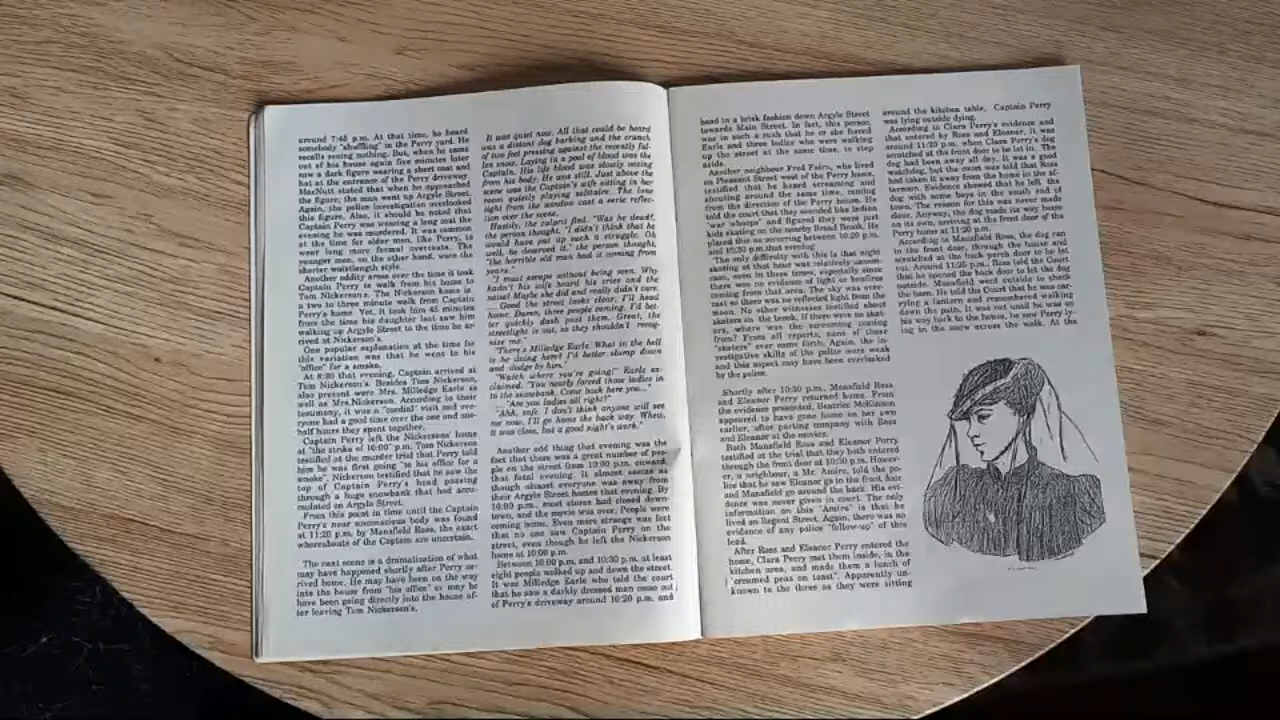 around 7:45 p.m. At that time, he heard
somebody "shuffling" in the Perry yard. He
recalls seeing nothing. But, when he came
out of his house again five minutes later
saw a dark figure wearing a short coat and
hat at the entrance of the Perry driveway.
MacNutt stated that when he approached
the figure, the man went up Argyle Street.
Again, the police investigation overlooked
this figure. Also, it should be noted that
Captain Perry was wearing a long coat the
evening he was murdered. It was common
at the time for older men, like Perry, to
wear long more formal overcoats. The
younger men, on the other hand, wore the
shorter waistlength style.
Another oddity arose over the time it took
Captain Perry to walk from his home to
Tom Nickerson's. The Nickerson home is
a two to three minute walk from Captain
Perry's home. Yet, it took him 45 minutes
from the time his daughter last saw him
walking up Argyle Street to the time he ar-
rived at Nickerson's.
One popular explanation at the time for
this variation was that he went to his
"office" for a smoke.
At 8:30 that evening, Captain arrived at
Tom Nickerson's. Besides Tom Nickerson,
also present were Mrs. Milledge Earle as
well as Mrs. Nickerson. According to their
testimony, it was a "cordial" visit and eve-
ryone had a good time over the one and one-
half hours they spent together.
Captain Perry left the Nickersons' home
at "the strike of 10:00" p.m. Tom Nickerson
testified at the murder trial that Perry told
him he was first going "to his office for a
smoke". Nickerson testified that he saw the
top of Captain Perry's head passing
through a huge snowbank that had accu-
mulated on Argyle Street.
From this point in time until the Captain
Perry's near unconscious body was found
at 11:20 p.m. by Mansfield Ross, the exact
whereabouts of the Captain are uncertain.
The next scene is a dramatization of what
may have happened shortly after Perry ar-
rived home. He may have been on the way
into the house from "his office" or may be
have been going directly into the house af-
ter leaving Tom Nickerson's.
It was quiet now. All that could be heard
was a distant dog barking and the crunch
of two feet pressing against the recently fal-
len snow. Laying in a pool of blood was the
Captain. His life blood was slowly oozing
from his body. He was still. Just above the
scene was the Captain's wife sitting in her
room quietly playing solitaire. The long
light from the window cast a eerie reflec-
tion over the scene.
Hastily, the culprit fled. "Was he dead?,
the person thought. "I didn't think that he
would have put up such a struggle. Oh
well, he deserved it," the person thought,
"The horrible old man had it coming from
years."
"I must escape without being seen. Why
hadn't his wife heard his cries and the
noise! Maybe she did and really didn't care.
...Good the street looks clear. I'll head
home. Damn, three people coming. I'd bet-
ter quickly dash past them. Great, the
streetlight is out, so they shouldn't recog-
nize me."
"There's Milledge Earle. What in the hell
is he doing here? I'd better slump down
and dodge by him."
"Watch where you're going!" Earle ex-
claimed. "You nearly forced those ladies in
to the snowbank. Come back here you..."
"Are you ladies all right?"
"Ahh, safe. I don't think anyone will see
me now. I'll go home the back way. Whew,
it was close, but a good night's work."
Another odd thing that evening was the
fact that there was a great number of peo-
ple on the street from 10:00 p.m. onward,
that fatal evening. It almost seems as
though almost everyone was away from
their Argyle Street homes that evening. By
10:00 p.m., most stores had closed down-
town, and the movie was over. People were
coming home. Even more strange was fact
that no one saw Captain Perry on the
street, even though he left the Nickerson
home at 10:00 p.m.
Between 10:00 p.m. and 10:30 p.m. at least
eight people walked up and down the street.
It was Milledge Earle who told the court
that he saw a darkly dressed man come out
of Perry's driveway around 10:20 p.m. and
head in a brisk fashion down Argyle Street
towards Main Street. In fact, this person,
was in such a rush that he or she forced
Earle and three ladies who were walking
up the street at the same time, to step
aside.
Another neighbour Fred Fairn, who lived
on Pleasant Street west of the Perry home,
testified that he heard screaming and
shouting around the same time, coming
from the direction of the Perry house. He
told the court that they sounded like Indian
"war whoops" and figured they were just
kids skating on the nearby Broad Brook. He
placed this as occurring between 10:20 p.m.
and 10:30 p.m. that evening.
The only difficulty with this is that night
skating at that hour was relatively uncom-
mon, even in those times, especially since
there was no evidence of light or bonfires
coming from that area. The sky was over-
cast so there was no reflected light from the
moon. No other witnesses testified about
skaters on the brook. If there were no skat-
ers, where was the screaming coming
from? From all reports, none of these
"skaters" ever came forth. Again, the in-
vestigative skills of the police were weak
and this aspect may have been overlooked
by the police.
Shortly after 10:30 p.m., Mansfield Ross
and Eleanor Perry returned home. From
the evidence presented, Beatrice McKinnon
appeared to have gone home on her own
earlier, after parting company with Ross
and Eleanor at the movies.
Both Mansfield Ross and Eleanor Perry
testified at the trial that they both entered
through the front door at 10:50 p.m. Howev-
er, a neighbour, a Mr. Amiro, told the po-
lice that he saw Eleanor go in the front door
and Mansfield go around the back. His evi-
dence was never given in court. The only
information on this "Amiro" is that he
lived on Regent Street. Again, there was no
evidence of any police "follow-up" of this
lead.
After Ross and Eleanor Perry entered the
home, Clara Perry met them inside, in the
kitchen area, and made them a lunch of
"creamed peas on toast". Apparently un-
known to the three as they were sitting
around the kitchen table, Captain Perry
was lying outside dying.
According to Clara Perry's evidence and
that entered by Ross and Eleanor, it was
around 11:20 p.m. when Clara Perry's dog
scratched at the front door to be let in. The
dog had been away all day. It was a good
watchdog, but the court was told that Ross
had taken it away from the home in the af-
ternoon. Evidence showed that he left the
dog with some boys in the south end of
town. The reason for this was never made
clear. Anyway, the dog made its way home
on its own, arriving at the front door of the
Perry home at 11:20 p.m.
According to Mansfield Ross, the dog ran
in the front door, through the house and
scratched at the back porch door to be let
out. Around 11:25 p.m., Ross told the Court
that he opened the back door to let the dog
outside. Mansfield went outside to check
the barn. He told the Court that he was car-
rying a lantern and remembered walking
down the path. It was not until he was on
his way back to the house, he saw Perry ly-
ing in the snow across the walk. At the